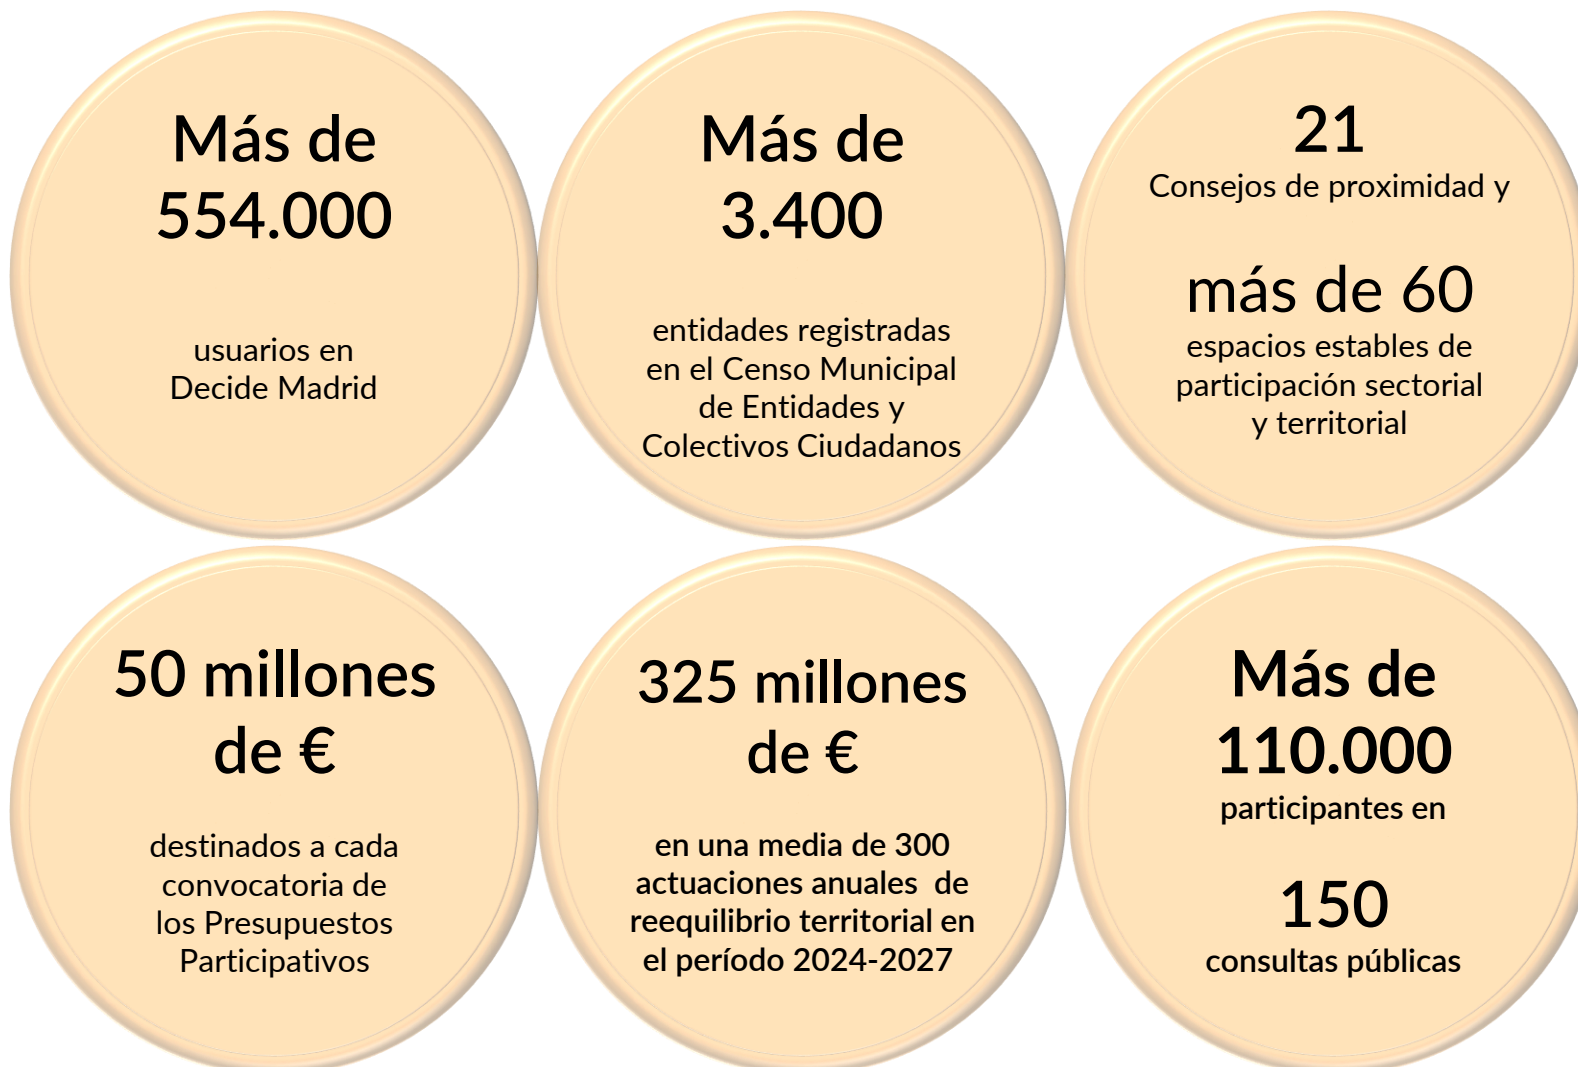 Más de
554.000
usuarios en
Decide Madrid
Más de
3.400
entidades registradas
en el Censo Municipal
de Entidades y
Colectivos Ciudadanos
21
Consejos de proximidad y
más de 60
espacios estables de
participación sectorial
y territorial
50 millones
de €
destinados a cada
convocatoria de
los Presupuestos
Participativos
325 millones
de €
en una media de 300
actuaciones anuales  de
reequilibrio territorial en
el período 2024-2027
Más de
110.000
participantes en
150
consultas públicas